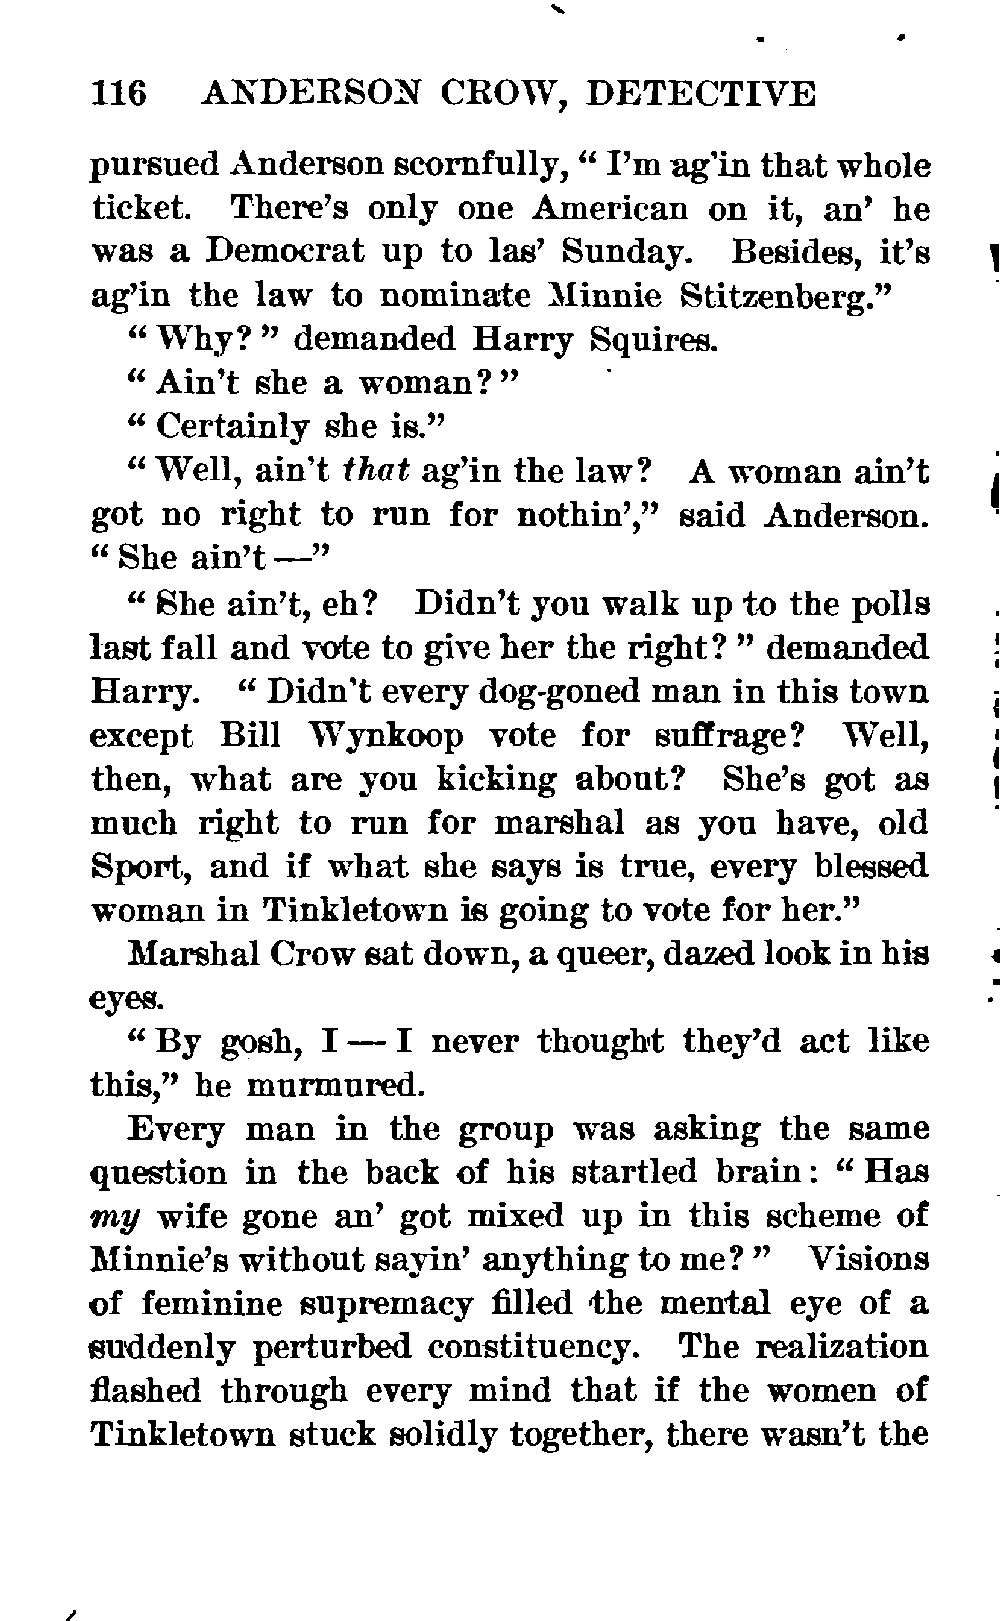 116 ANDERSON CROW, DETECTIVE
pursued Anderson scornfully, “ I’m ag’in that whole
ticket. There’s only one American on it, an’ he
was a Democrat up to las’ Sunday. Besides, it’s
ag’in the law to nominate Minnie Stitzenberg.”
“ Why? ” demanded Harry Squires.
“ Ain’t she a woman? ”
“ Certainly she is.”
“ Well, ain’t that ag’in the law? A woman ain’t
got no right to run for nothin’,” said Anderson.
“ She ain’t —”
“ She ain’t, eh? Didn’t you walk up to the polls
last fall and vote to give her the right? ” demanded
Harry. “ Didn’t every dog-goned man in this town
except Bill Wynkoop vote for suffrage? Well,
then, what are you kicking about? She’s got as
much right to run for marshal as you have, old
Sport, and if what she says is true, every blessed
woman in Tinkletown is going to vote for her.”
Marshal Crow sat down, a queer, dazed look in his
eyes.
“ By gosh, I — I never thought they’d act like
this,” he murmured.
Every man in the group was asking the same
question in the back of his startled brain: “ Has
my wife gone an’ got mixed up in this scheme of
Minnie’s without sayin’ anything to me? ” Visions
of feminine supremacy filled the mental eye of a
suddenly perturbed constituency. The realization
flashed through every mind that if the women of
Tinkletown stuck solidly together, there wasn’t the